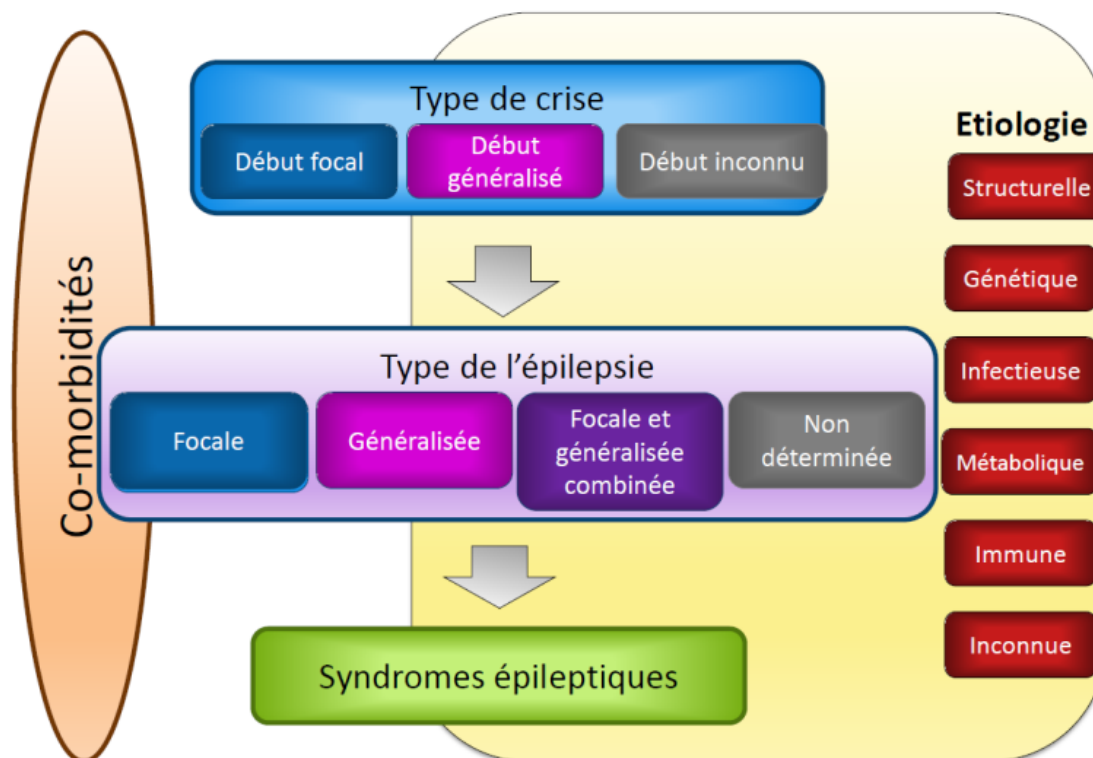 Type de crise
Début focal
Début
généralisé
Début inconnu
Etiologie
Structurelle
Génétique
Infectieuse
Métabolique
Immune
Inconnue
Co-morbidités
Type de l'épilepsie
Focale
Généralisée
Focale et
généralisée
combinée
Non
déterminée
Syndromes épileptiques